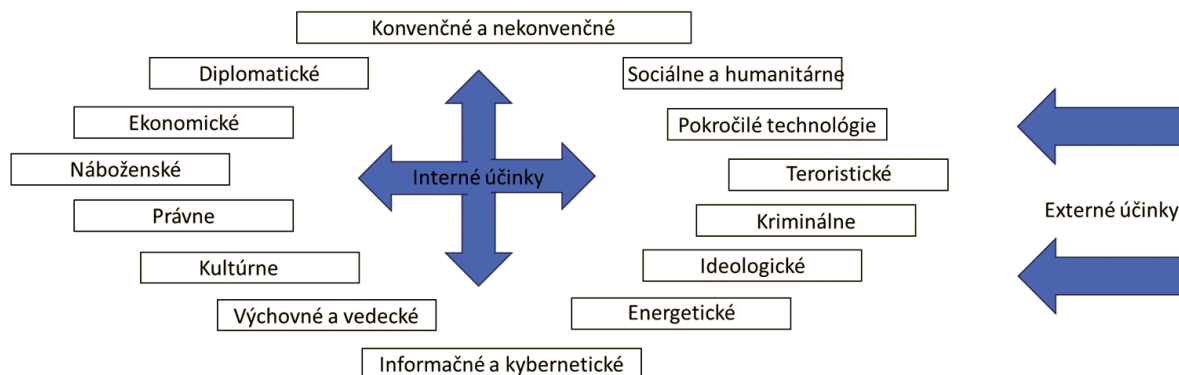 Konvenčné a nekonvenčné
Diplomatické
Sociálne a humanitárne
Ekonomické
Pokročilé technológie
Náboženské
Interné účinky
Teroristické
Právne
Kriminálne
Externé účinky
Kultúrne
Ideologické
Výchovné a vedecké
Energetické
Informačné a kybernetické